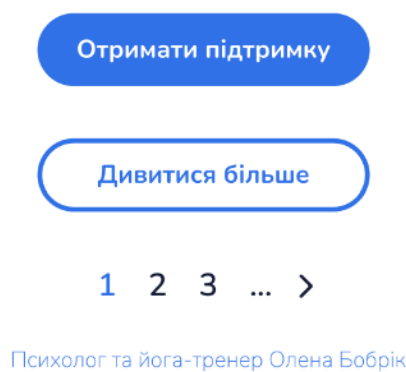 Отримати підтримку
Дивитися більше
1 2 3 ... >
Психолог та йога-тренер Олена Бобрік